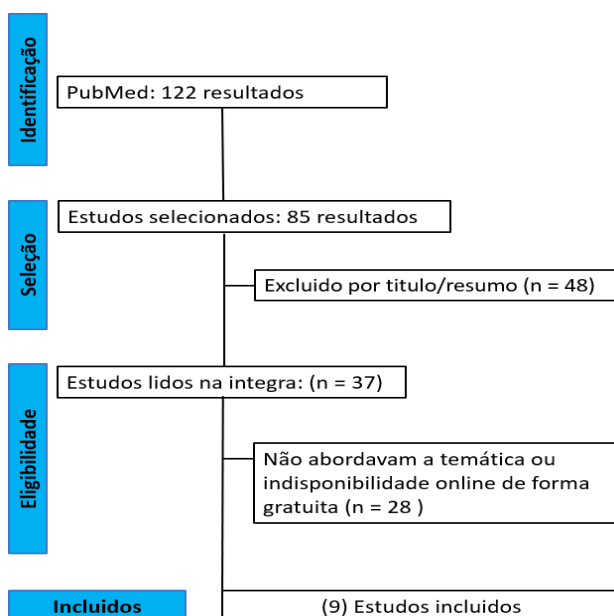 Identificação
PubMed: 122 resultados
Seleção
Estudos selecionados: 85 resultados
Excluido por titulo/resumo (n = 48)
Eligibilidade
Estudos lidos na integra: (n = 37)
Não abordavam a temática ou
indisponibilidade online de forma
gratuita (n = 28 )
Incluidos
(9) Estudos incluidos